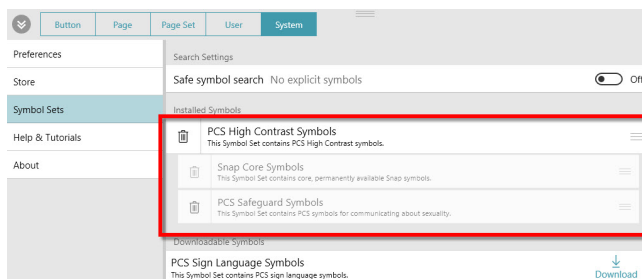 Button Page Page Set User System
Preferences
Store
Symbol Sets
Help & Tutorials
About
Search Settings
Safe symbol search No explicit symbols Off
Installed Symbols
PCS High Contrast Symbols
This Symbol Set contains PCS High Contrast symbols.
Snap Core Symbols
This Symbol Set contains core, permanently available Snap symbols.
PCS Safeguard Symbols
This Symbol Set contains PCS symbols for communicating about sexuality.
Downloadable Symbols
PCS Sign Language Symbols
This Symbol Set contains PCS sign language symbols.
Download